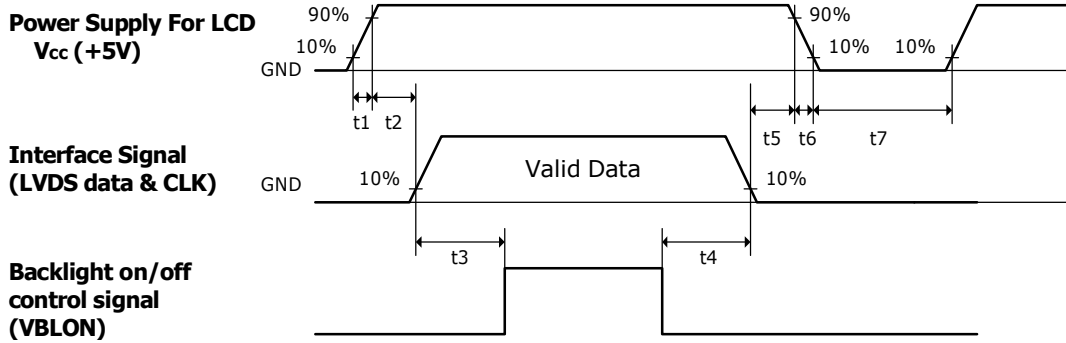 Power Supply For LCD
Vcc (+5V)
90%
10%
GND
90%
10%
10%
t1
t2
t5
t6
t7
Interface Signal
(LVDS data & CLK)
GND
10%
Valid Data
10%
t3
t4
Backlight on/off
control signal
(VBLON)